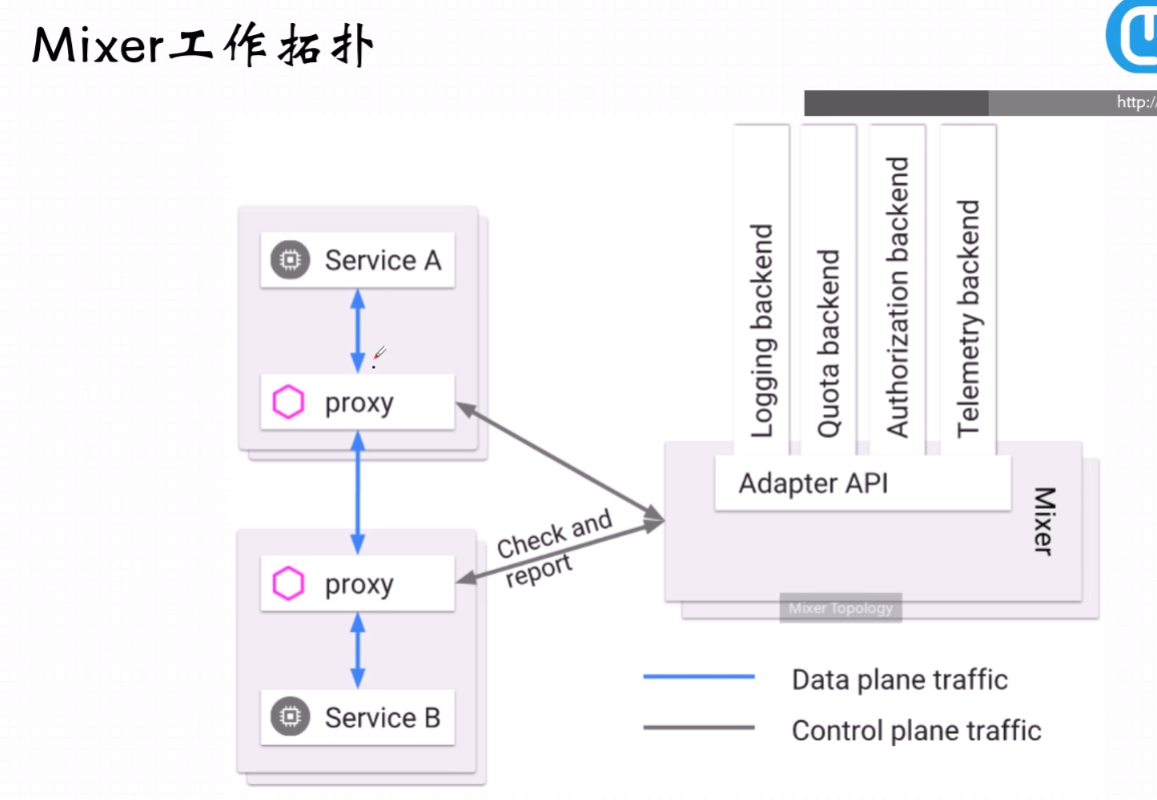 Mixer工作拓扑
http:/
Service A
proxy
proxy
Service B
Check and
report
Logging backend
Quota backend
Authorization backend
Telemetry backend
Adapter API
Mixer
Mixer Topology
Data plane traffic
Control plane traffic